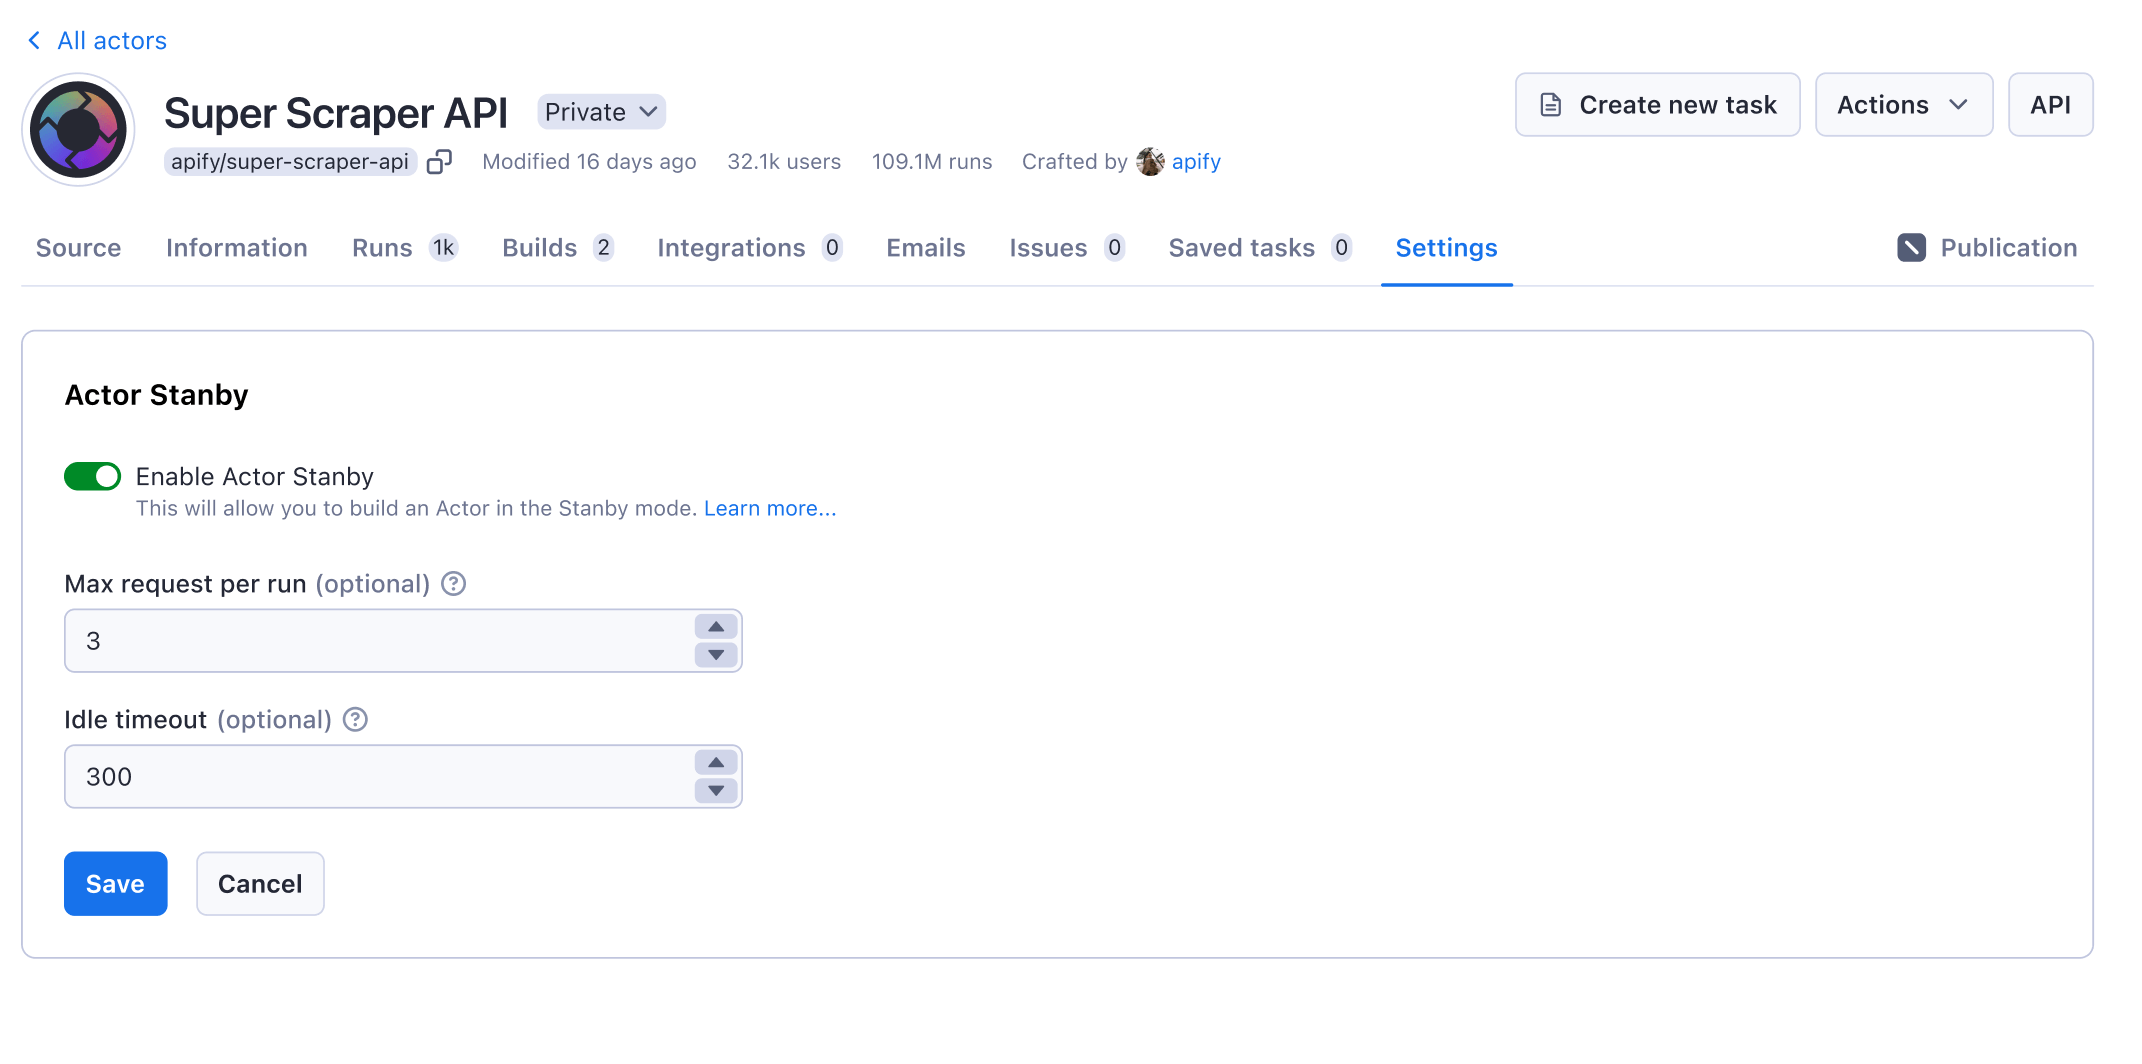 All actors
Super Scraper API Private
Create new task Actions API
apify/super-scraper-api Modified 16 days ago 32.1k users 109.1M runs Crafted by apify
Source Information Runs 1k Builds 2 Integrations 0 Emails Issues 0 Saved tasks 0 Settings Publication
Actor Stanby
Enable Actor Stanby
This will allow you to build an Actor in the Stanby mode. Learn more...
Max request per run (optional) ?
3
Idle timeout (optional) ?
300
Save Cancel